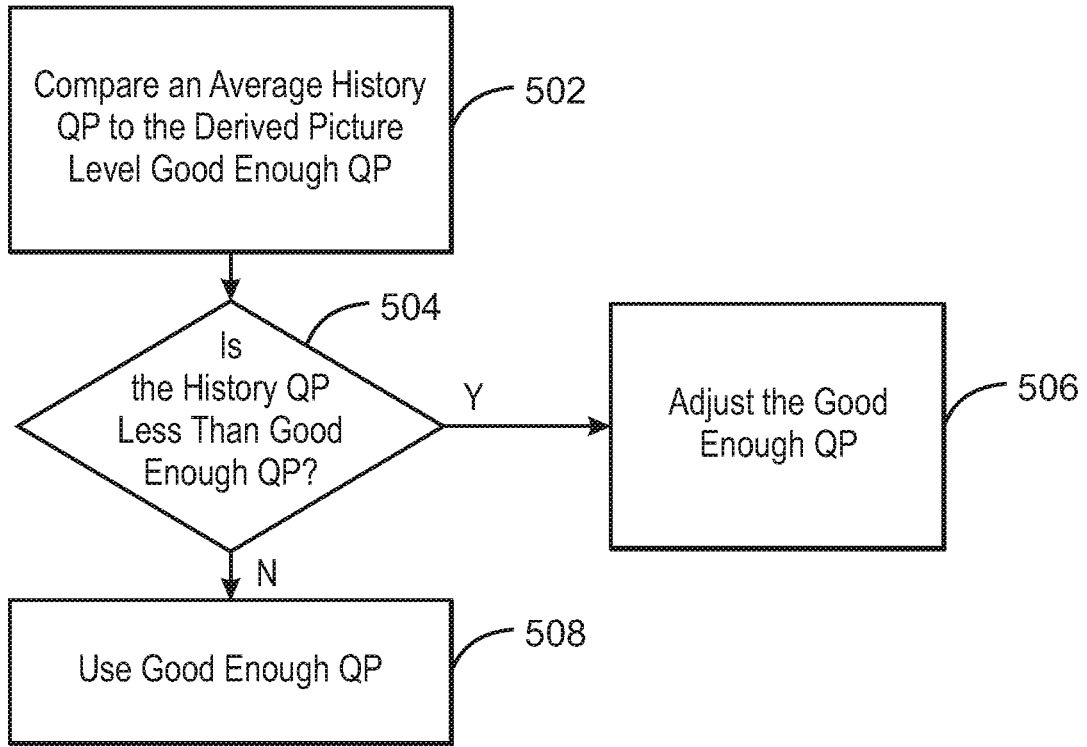 Compare an Average History
QP to the Derived Picture
Level Good Enough QP
502
504
Is
the History QP
Less Than Good
Enough QP?
Y
Adjust the Good
Enough QP
506
N
Use Good Enough QP
508